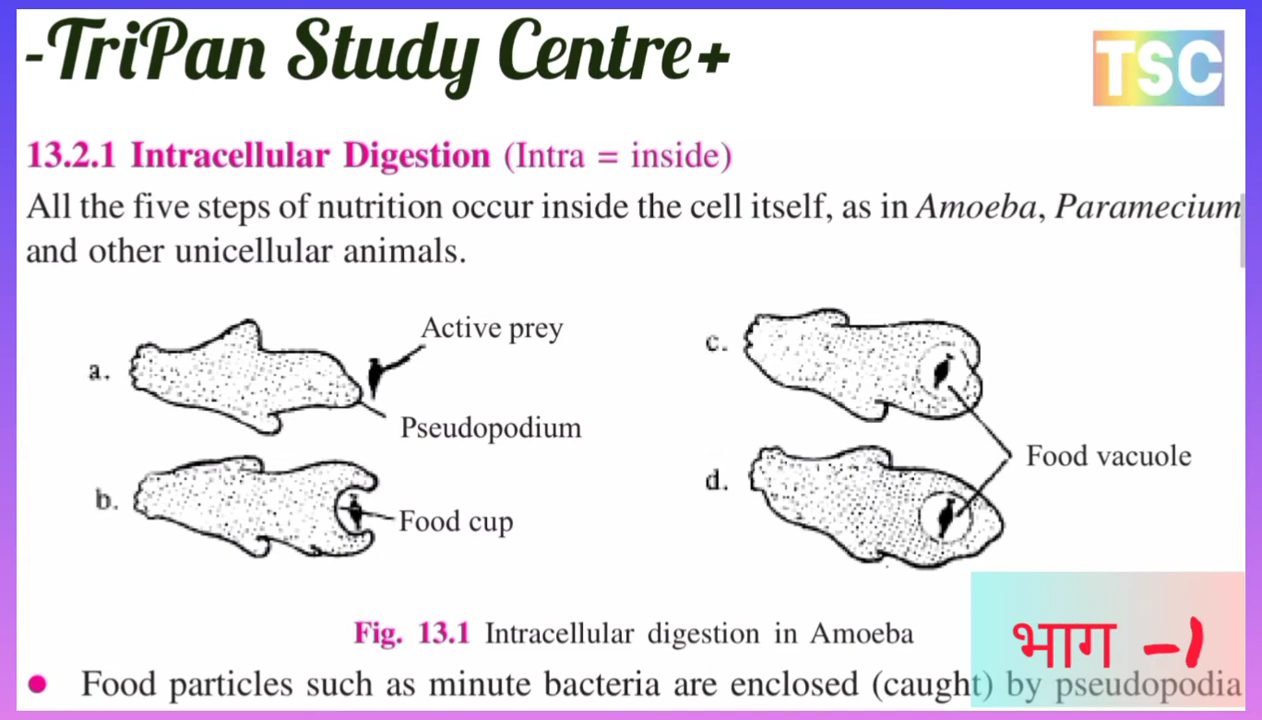 -TriPan Study Centre+
TSC
13.2.1 Intracellular Digestion (Intra = inside)
All the five steps of nutrition occur inside the cell itself, as in Amoeba, Paramecium
and other unicellular animals.
a.
Active prey
Pseudopodium
b.
Food cup
c.
d.
Food vacuole
Fig. 13.1 Intracellular digestion in Amoeba
भाग -1
• Food particles such as minute bacteria are enclosed (caught) by pseudopodia